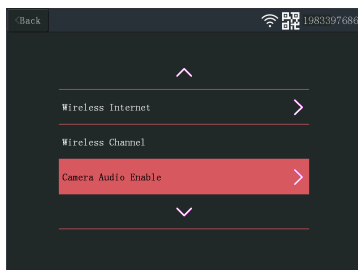 <Back
1983397686
Wireless Internet
Wireless Channel
Camera Audio Enable